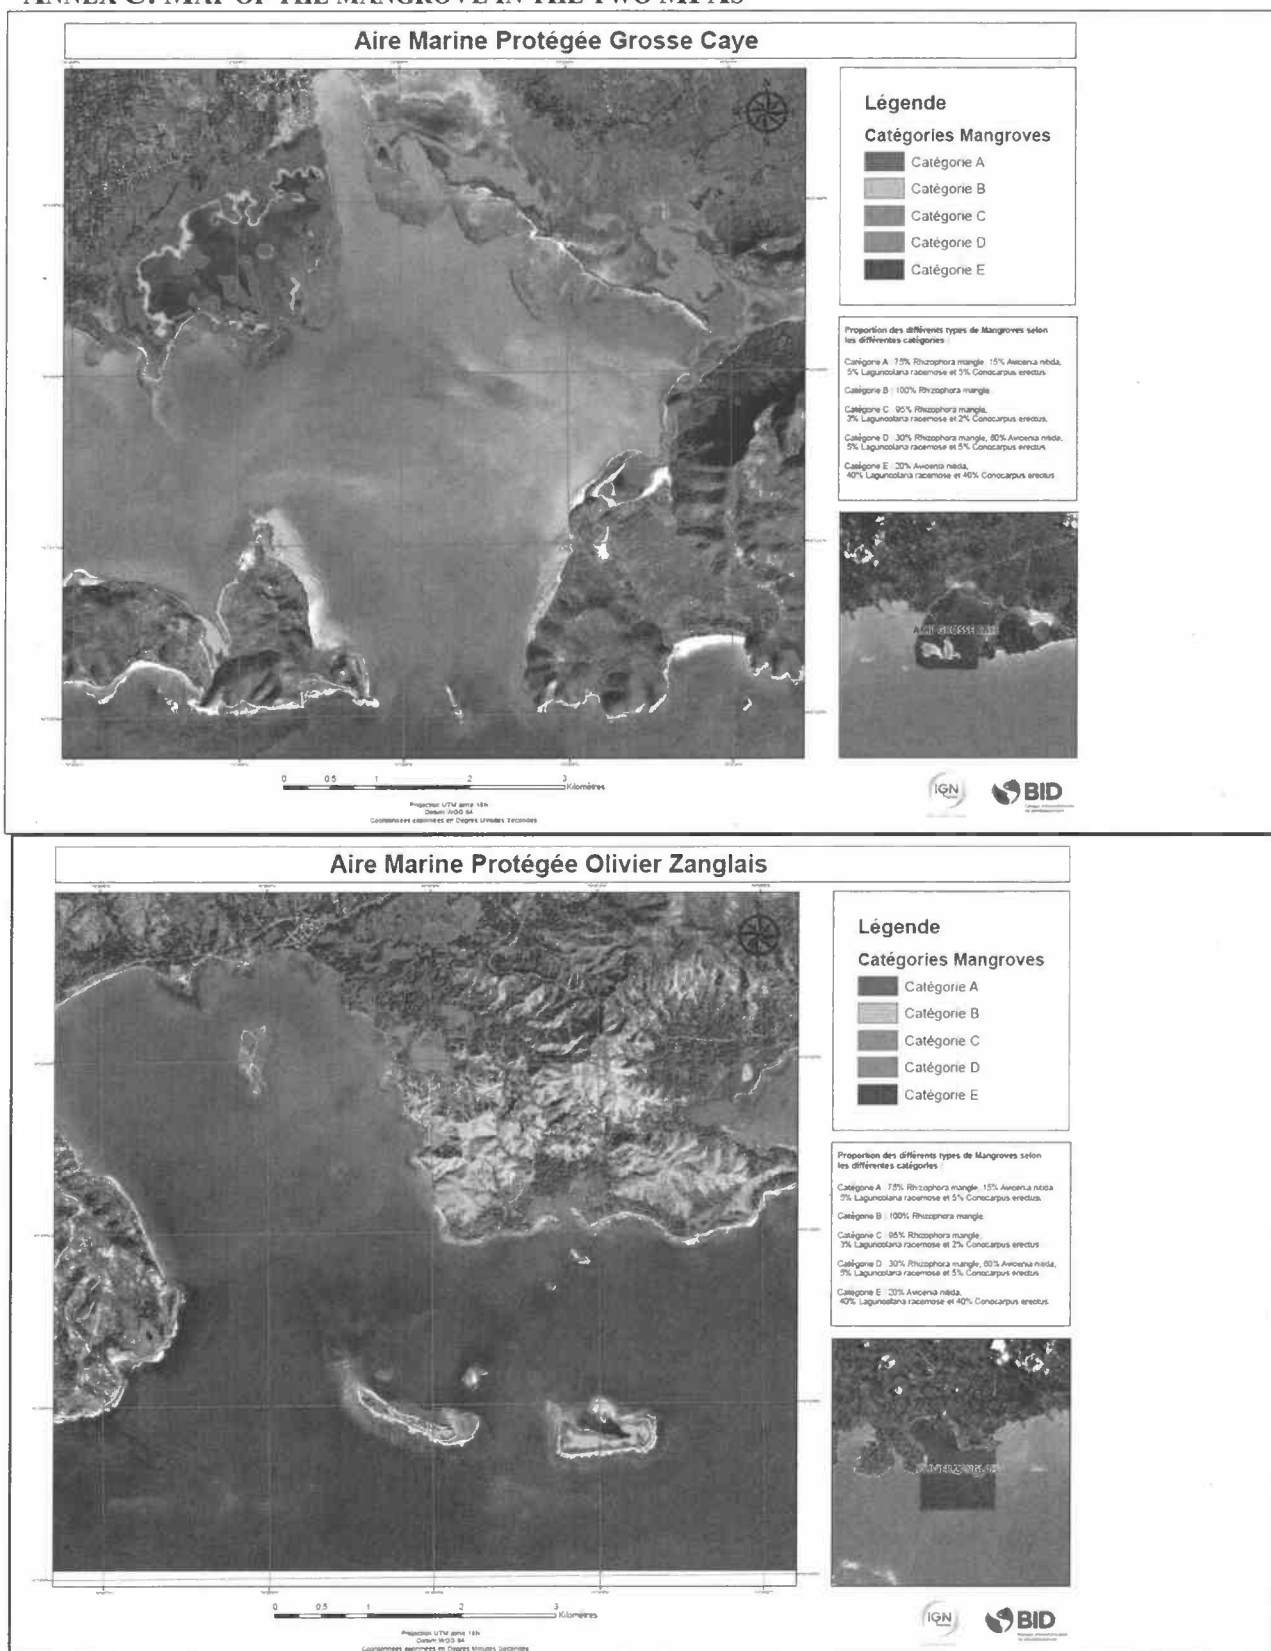 ANNEX C: MAP OF THE MANGROVE IN THE TWO MPAS
Aire Marine Protégée Grosse Caye
Légende
Catégories Mangroves
Catégorie A
Catégorie B
Catégorie C
Catégorie D
Catégorie E
Proportion des différents types de Mangroves selon
les différentes catégories :
Catégorie A : 75% Rhizophora mangle, 15% Avicenia nitida,
5% Laguncolaria racemose et 5% Conocarpus erectus
Catégorie B : 100% Rhizophora mangle
Catégorie C : 95% Rhizophora mangle,
3% Laguncolaria racemose et 2% Conocarpus erectus.
Catégorie D : 30% Rhizophora mangle, 60% Avicenia nitida,
5% Laguncolaria racemose et 5% Conocarpus erectus.
Catégorie E : 20% Avicenia nitida,
40% Laguncolaria racemose et 40% Conocarpus erectus
AMP GROSSE CAYE
0 0.5 1 2 3
Kilomètres
Projection UTM zone 18N
Datum WGS 84
Coordonnées exprimées en Degrés Minutes Secondes
IGN
BID
Aire Marine Protégée Olivier Zanglais
Légende
Catégories Mangroves
Catégorie A
Catégorie B
Catégorie C
Catégorie D
Catégorie E
Proportion des différents types de Mangroves selon
les différentes catégories :
Catégorie A : 75% Rhizophora mangle, 15% Avicenia nitida
5% Laguncolaria racemose et 5% Conocarpus erectus.
Catégorie B : 100% Rhizophora mangle
Catégorie C : 95% Rhizophora mangle,
3% Laguncolaria racemose et 2% Conocarpus erectus
Catégorie D : 30% Rhizophora mangle, 60% Avicenia nitida,
5% Laguncolaria racemose et 5% Conocarpus erectus
Catégorie E : 20% Avicenia nitida,
40% Laguncolaria racemose et 40% Conocarpus erectus
0 0.5 1 2 3
Kilomètres
Projection UTM zone 18N
Datum WGS 84
Coordonnées exprimées en Degrés Minutes Secondes
IGN
BID